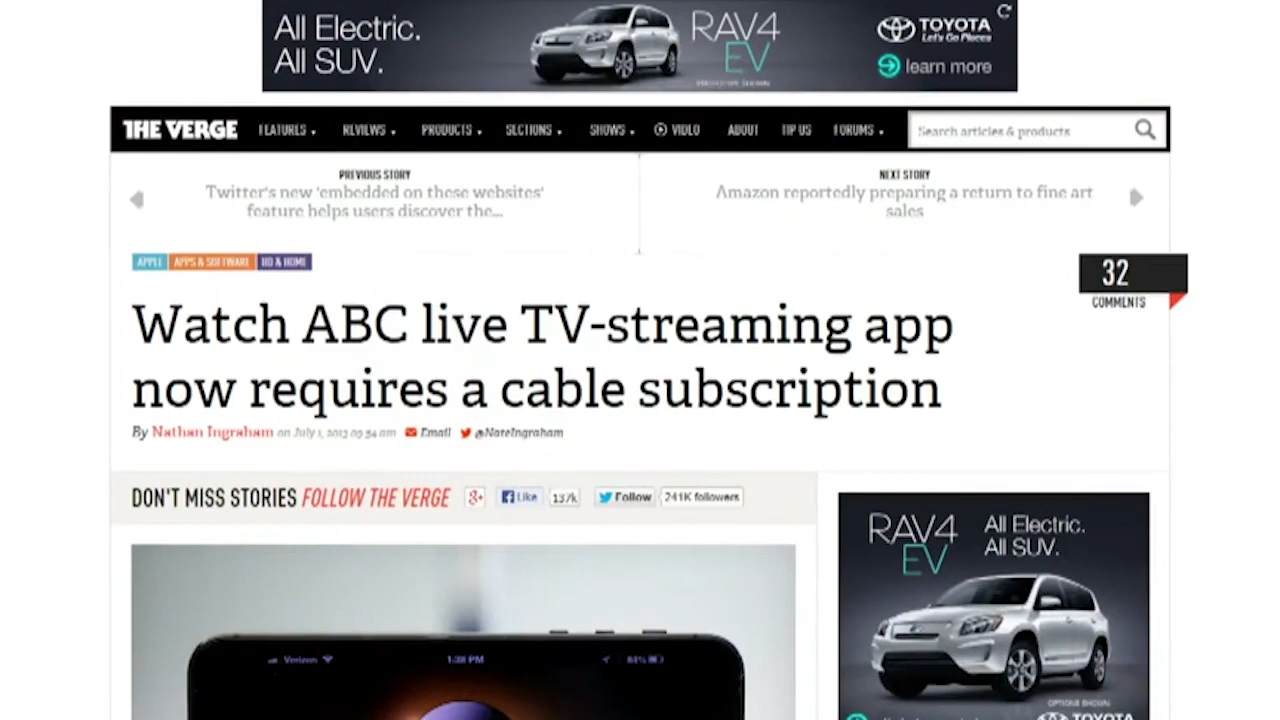 All Electric.
All SUV.
RAV4
EV
TOYOTA
Let's Go Places
learn more
THE VERGE FEATURES REVIEWS PRODUCTS SECTIONS SHOWS VIDEO ABOUT TIP US FORUMS Search articles & products
PREVIOUS STORY
Twitter's new 'embedded on these websites'
feature helps users discover the...
NEXT STORY
Amazon reportedly preparing a return to fine art
sales
APPLE APPS & SOFTWARE HD & HOME
32
COMMENTS
Watch ABC live TV-streaming app
now requires a cable subscription
By Nathan Ingraham on July 1, 2013 09:54 am Email @NateIngraham
DON'T MISS STORIES FOLLOW THE VERGE 8+ Like 137k Follow 241K followers
RAV4
EV
All Electric.
All SUV.
Verizon 1:38 PM
OPTIONS SHOWN
TOYOTA